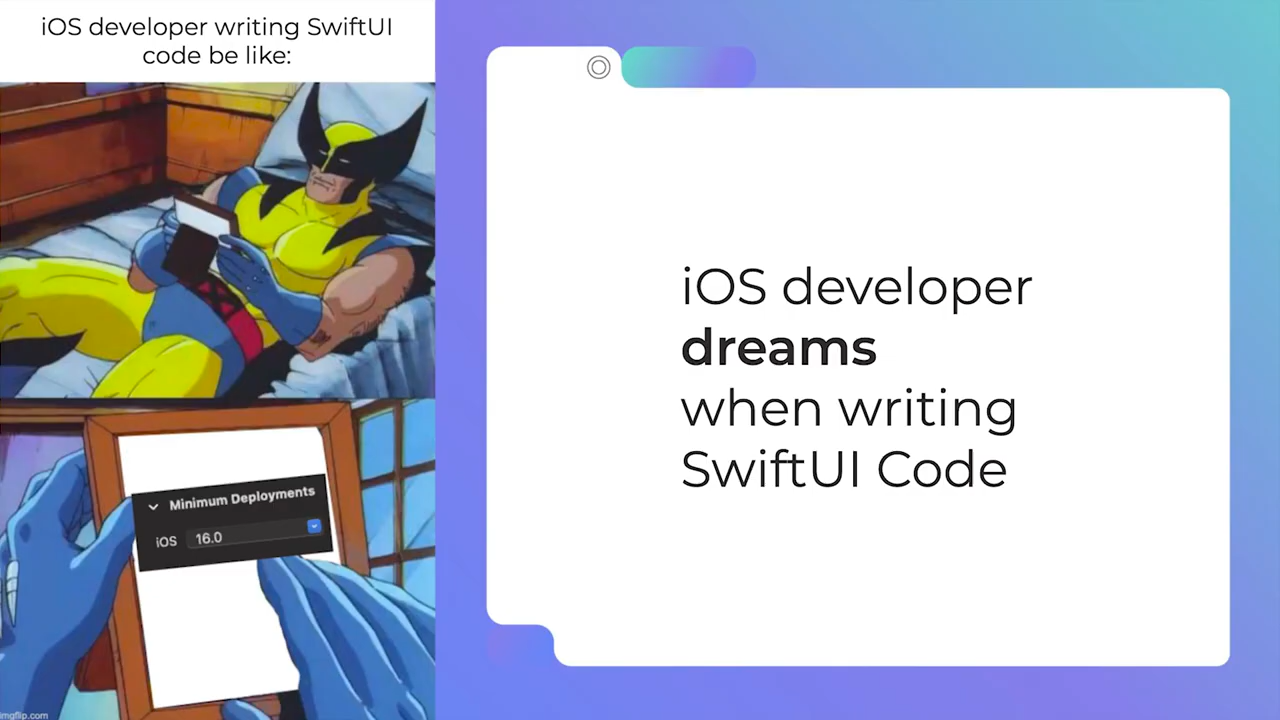 iOS developer writing SwiftUI
code be like:
Minimum Deployments
iOS 16.0
imgflip.com
iOS developer
dreams
when writing
SwiftUI Code